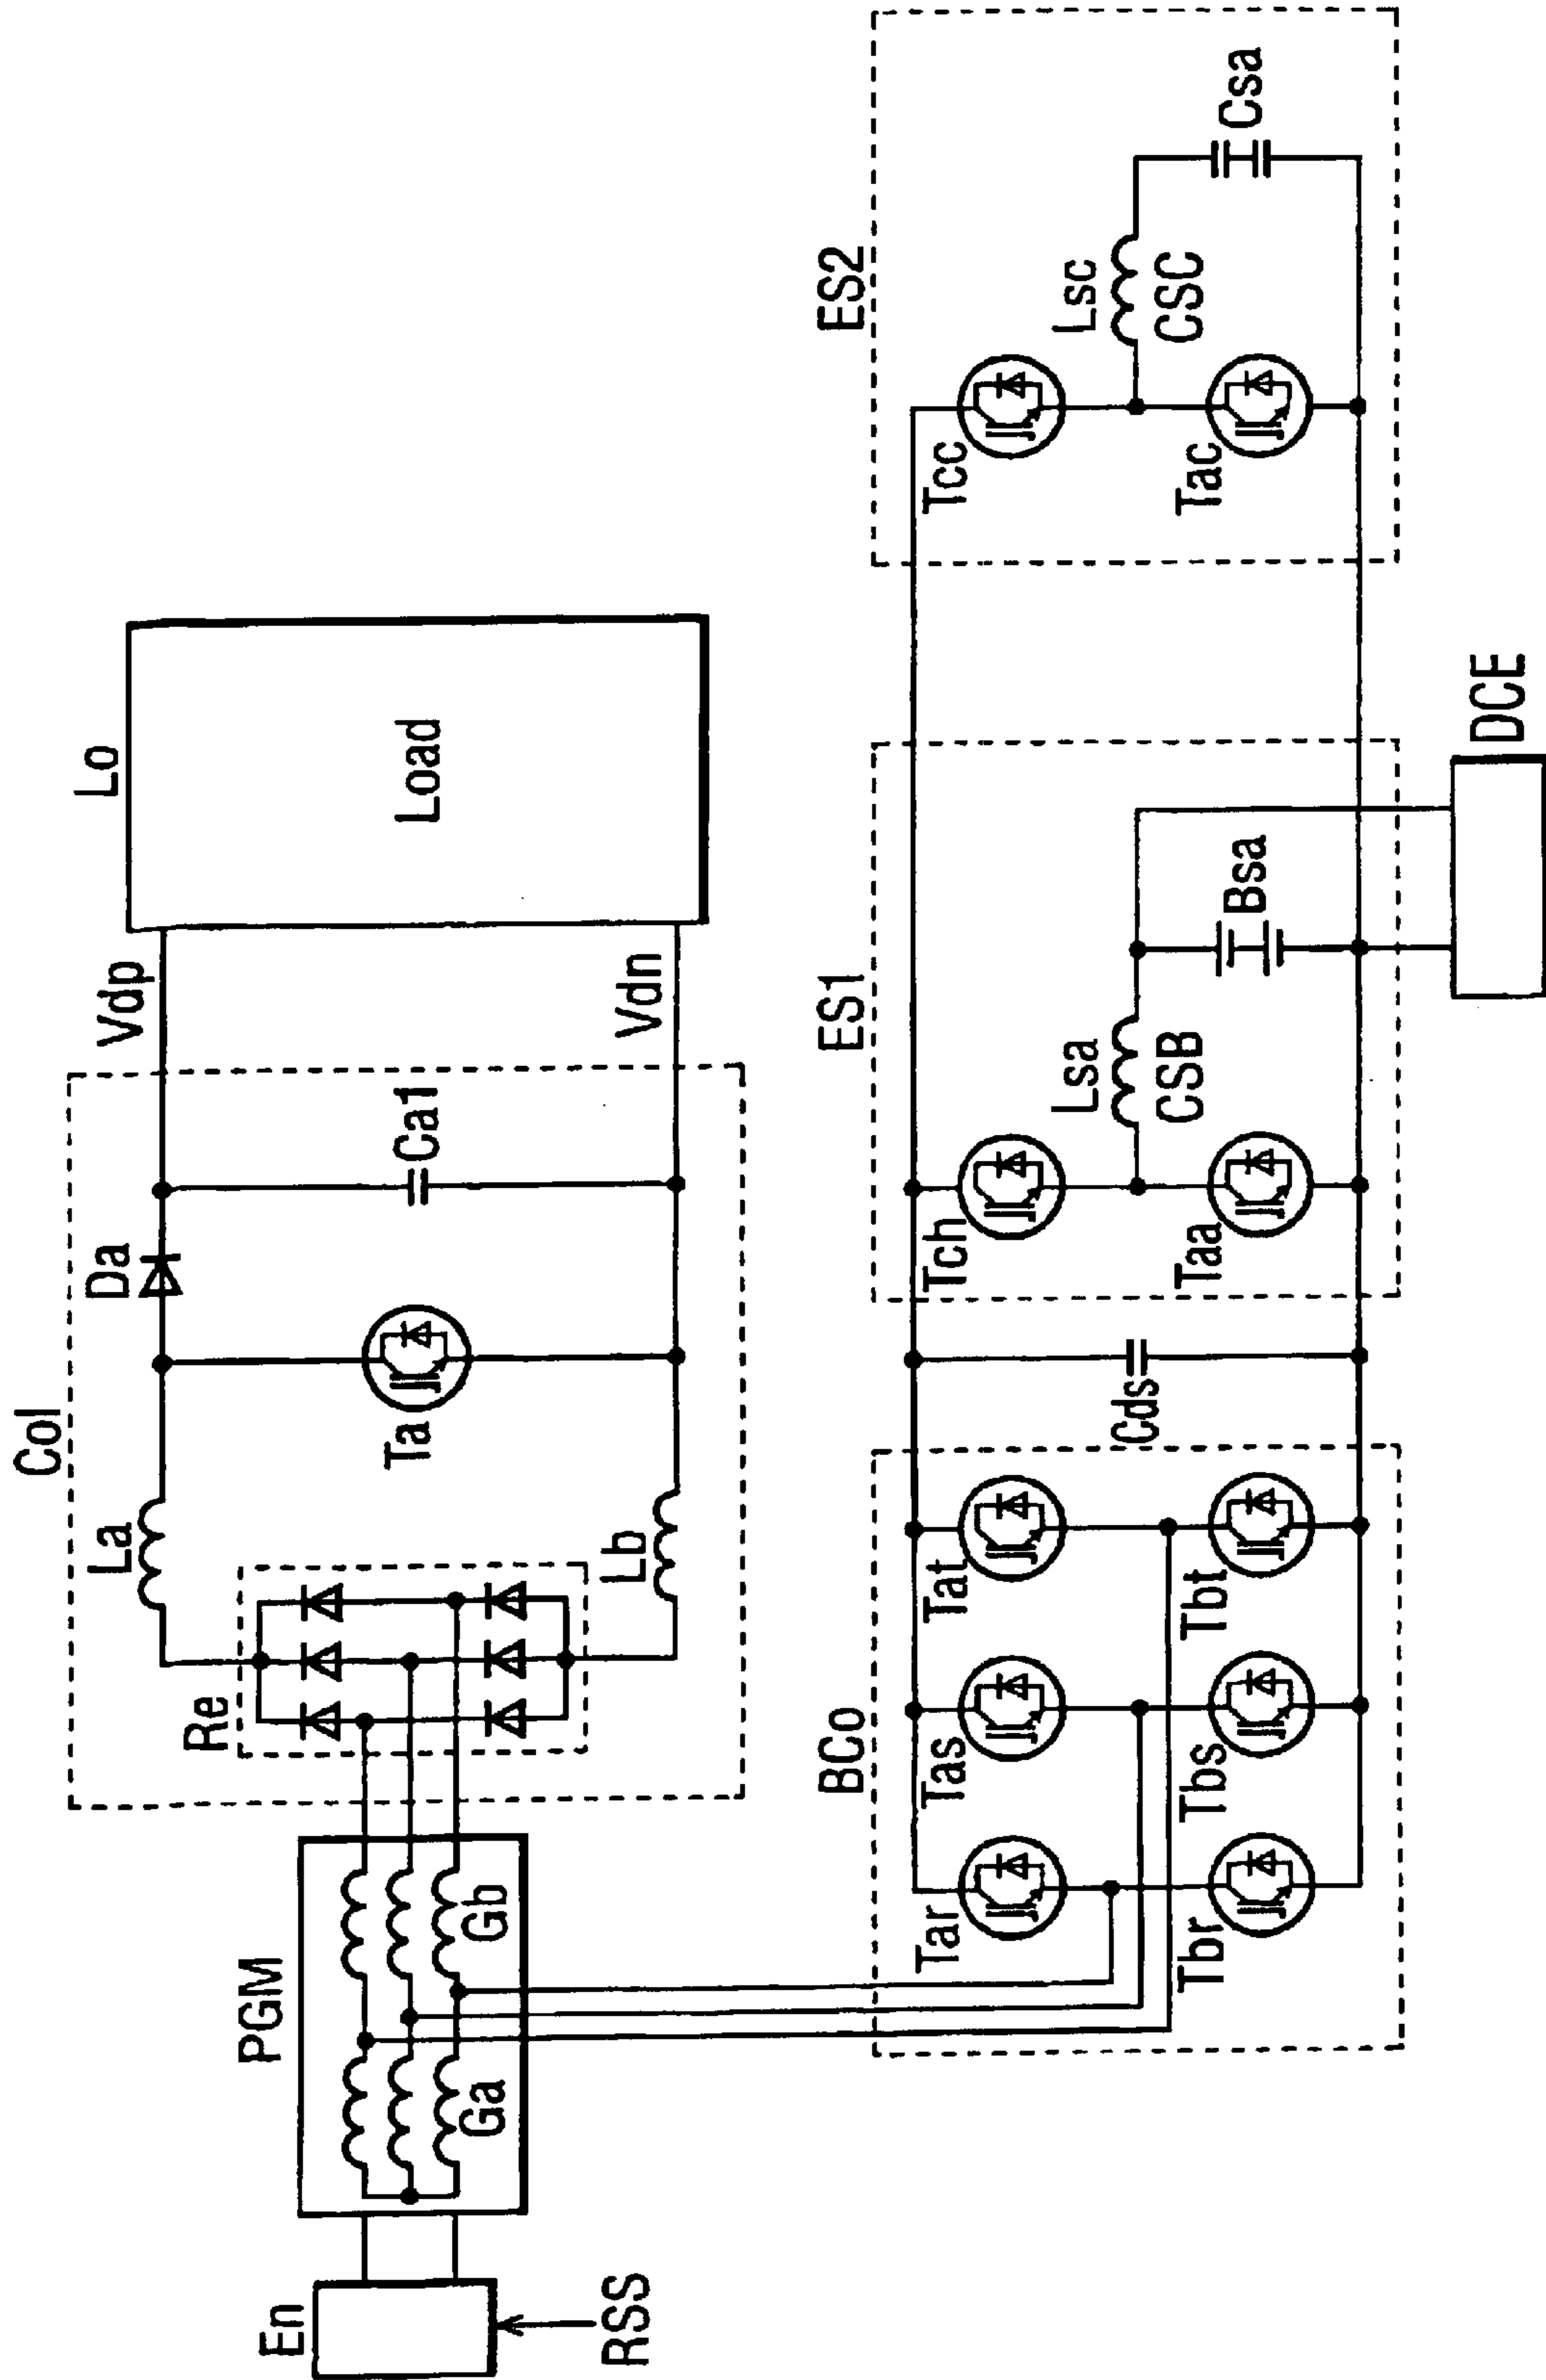 En
RSS
PGM
Ga
Gb
Col
Re
La
Lb
Ta
Da
Ca1
Vdp
Vdn
Lo
Load
BCo
Tar
Tas
Tat
Tbr
Tbs
Tbt
Cds
ES1
Tch
Taa
Lsa
CSB
Bsa
DCE
ES2
Tcc
Tac
Lsc
CSC
Csa